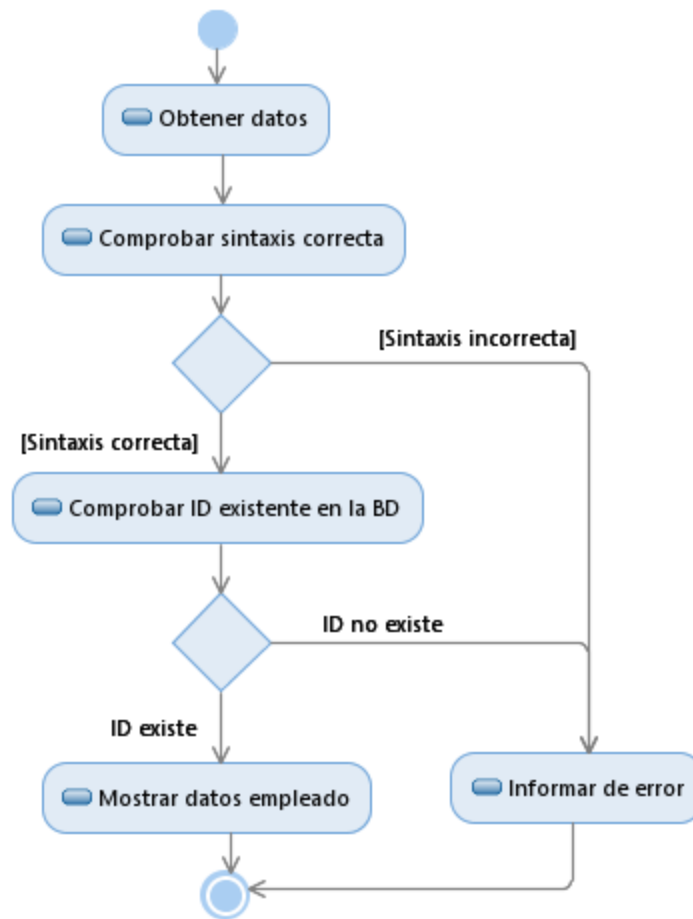 Obtener datos
Comprobar sintaxis correcta
[Sintaxis incorrecta]
[Sintaxis correcta]
Comprobar ID existente en la BD
ID no existe
ID existe
Mostrar datos empleado
Informar de error